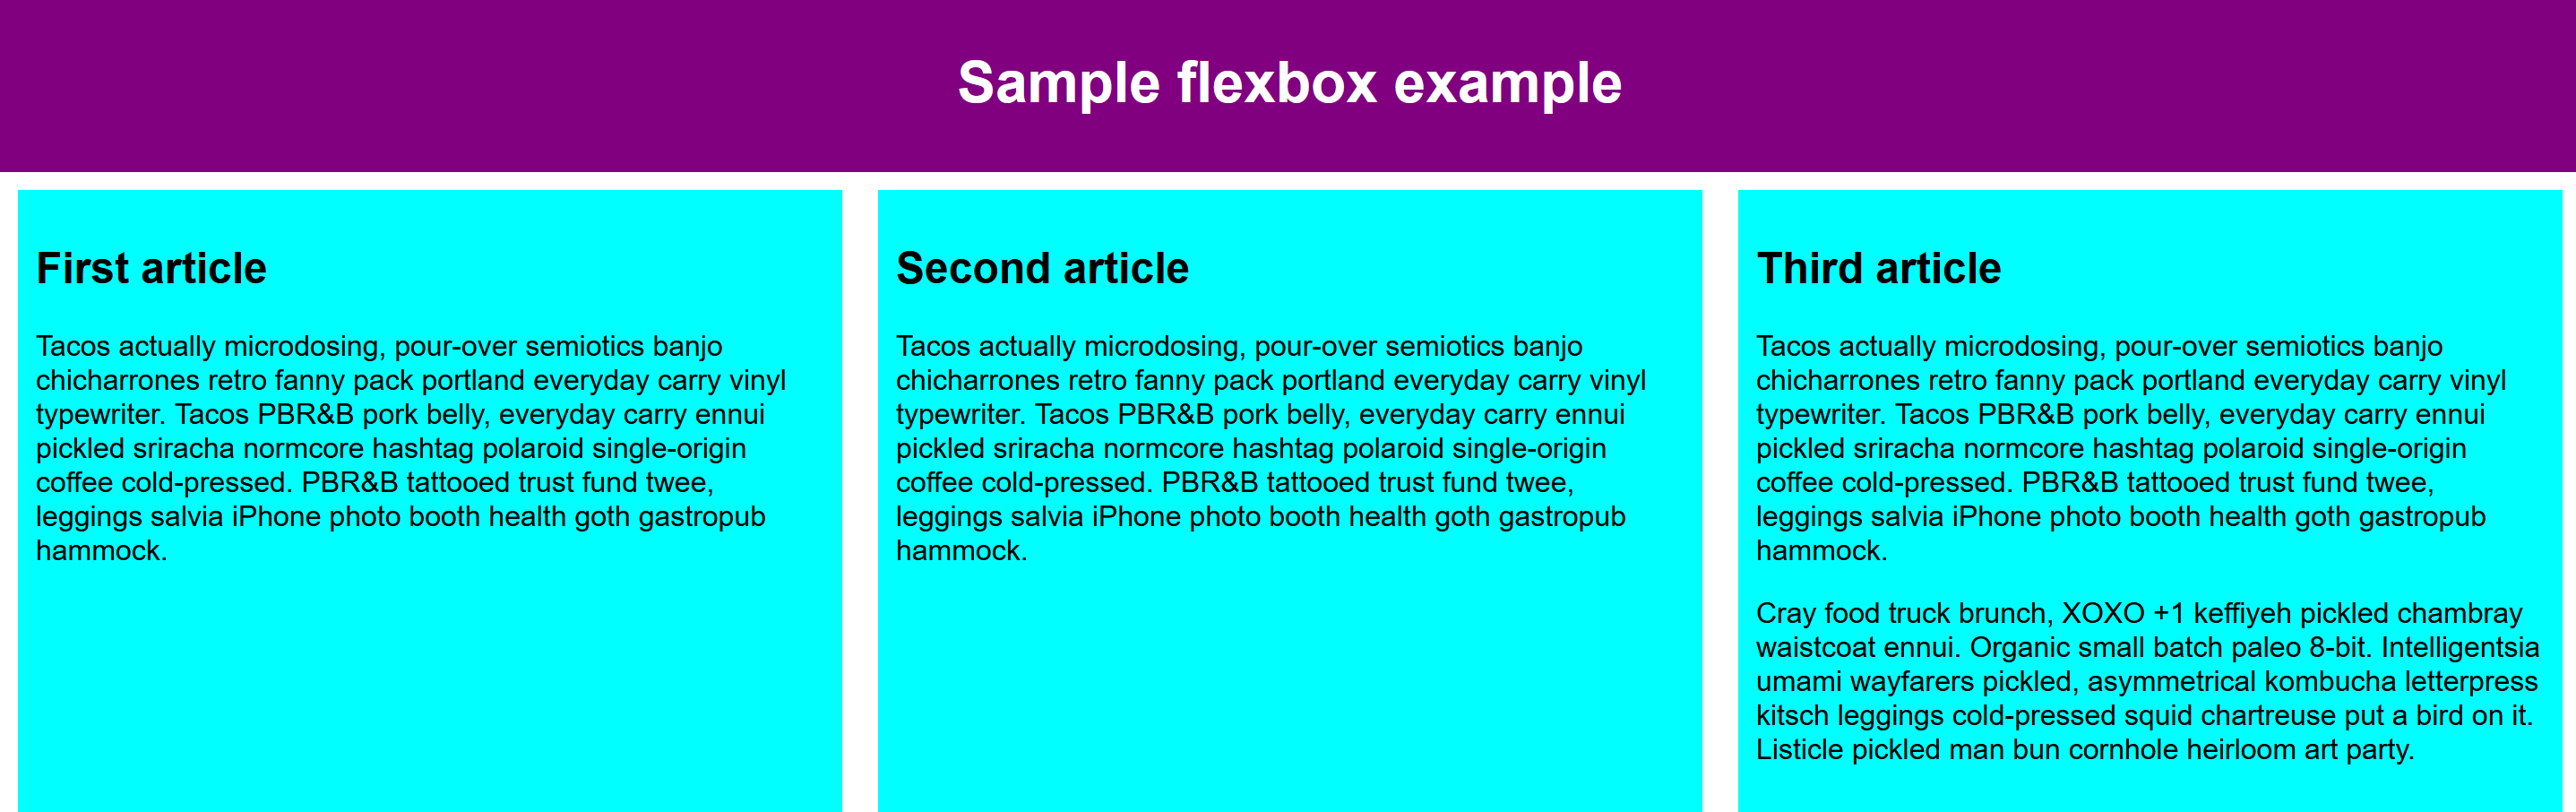 Sample flexbox example
First article
Tacos actually microdosing, pour-over semiotics banjo
chicharrones retro fanny pack portland everyday carry vinyl
typewriter. Tacos PBR&B pork belly, everyday carry ennui
pickled sriracha normcore hashtag polaroid single-origin
coffee cold-pressed. PBR&B tattooed trust fund twee,
leggings salvia iPhone photo booth health goth gastropub
hammock.
Second article
Tacos actually microdosing, pour-over semiotics banjo
chicharrones retro fanny pack portland everyday carry vinyl
typewriter. Tacos PBR&B pork belly, everyday carry ennui
pickled sriracha normcore hashtag polaroid single-origin
coffee cold-pressed. PBR&B tattooed trust fund twee,
leggings salvia iPhone photo booth health goth gastropub
hammock.
Third article
Tacos actually microdosing, pour-over semiotics banjo
chicharrones retro fanny pack portland everyday carry vinyl
typewriter. Tacos PBR&B pork belly, everyday carry ennui
pickled sriracha normcore hashtag polaroid single-origin
coffee cold-pressed. PBR&B tattooed trust fund twee,
leggings salvia iPhone photo booth health goth gastropub
hammock.
Cray food truck brunch, XOXO +1 keffiyeh pickled chambray
waistcoat ennui. Organic small batch paleo 8-bit. Intelligentsia
umami wayfarers pickled, asymmetrical kombucha letterpress
kitsch leggings cold-pressed squid chartreuse put a bird on it.
Listicle pickled man bun cornhole heirloom art party.